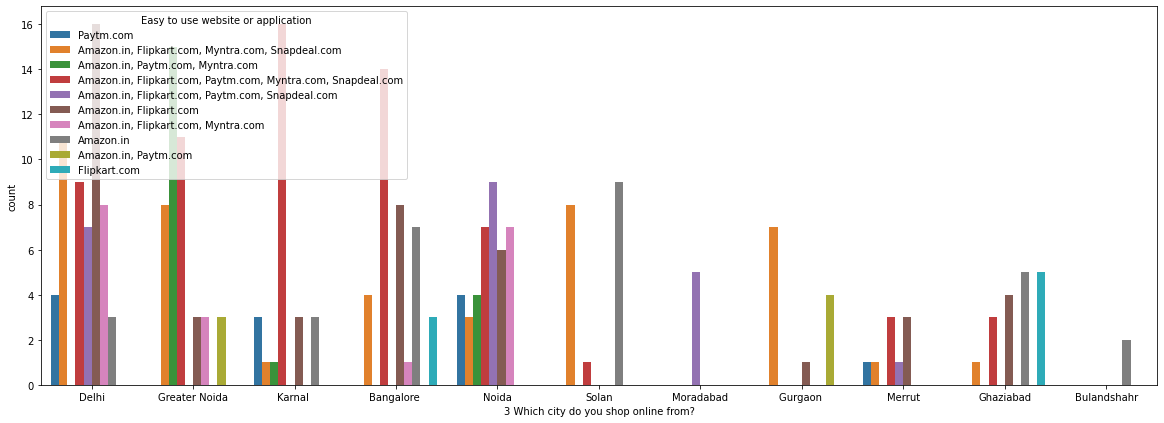 Easy to use website or application
Paytm.com
Amazon.in, Flipkart.com, Myntra.com, Snapdeal.com
Amazon.in, Paytm.com, Myntra.com
Amazon.in, Flipkart.com, Paytm.com, Myntra.com, Snapdeal.com
Amazon.in, Flipkart.com, Paytm.com, Snapdeal.com
Amazon.in, Flipkart.com
Amazon.in, Flipkart.com, Myntra.com
Amazon.in
Amazon.in, Paytm.com
Flipkart.com
count
16
14
12
10
8
6
4
2
0
Delhi Greater Noida Karnal Bangalore Noida Solan Moradabad Gurgaon Merrut Ghaziabad Bulandshahr
3 Which city do you shop online from?